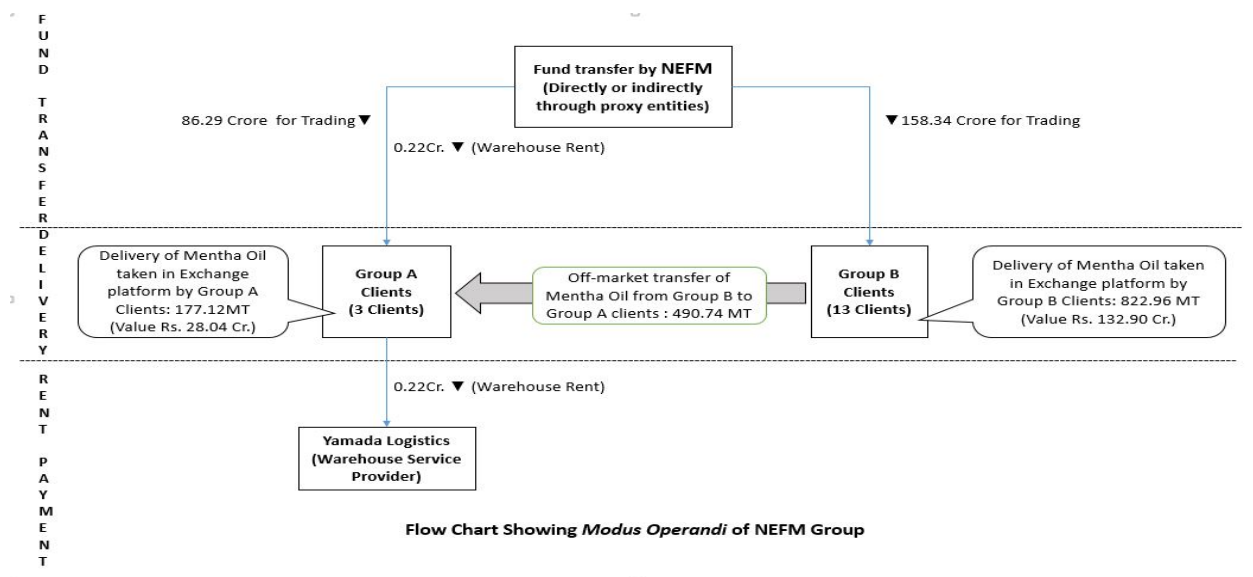 FUND TRANSFER
Fund transfer by NEFM
(Directly or indirectly
through proxy entities)
86.29 Crore for Trading ▼
▼ 158.34 Crore for Trading
0.22Cr. ▼ (Warehouse Rent)
DELIVERY
Delivery of Mentha Oil
taken in Exchange
platform by Group A
Clients: 177.12MT
(Value Rs. 28.04 Cr.)
Group A
Clients
(3 Clients)
Off-market transfer of
Mentha Oil from Group B to
Group A clients : 490.74 MT
Group B
Clients
(13 Clients)
Delivery of Mentha Oil taken
in Exchange platform by
Group B Clients: 822.96 MT
(Value Rs. 132.90 Cr.)
RENT PAYMENT
0.22Cr. ▼ (Warehouse Rent)
Yamada Logistics
(Warehouse Service
Provider)
Flow Chart Showing Modus Operandi of NEFM Group